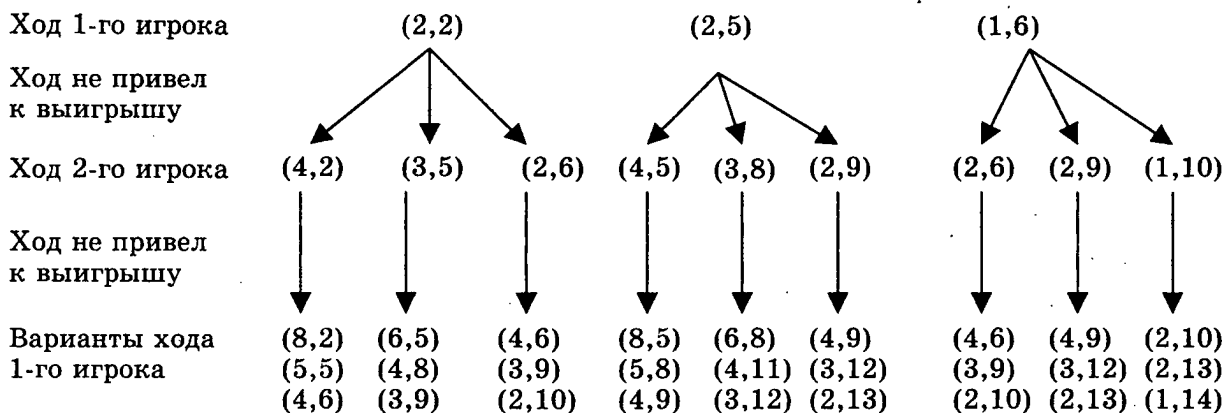 Ход 1-го игрока (2,2) (2,5) (1,6)
Ход не привел
к выигрышу
Ход 2-го игрока (4,2) (3,5) (2,6) (4,5) (3,8) (2,9) (2,6) (2,9) (1,10)
Ход не привел
к выигрышу
Варианты хода (8,2) (6,5) (4,6) (8,5) (6,8) (4,9) (4,6) (4,9) (2,10)
1-го игрока (5,5) (4,8) (3,9) (5,8) (4,11) (3,12) (3,9) (3,12) (2,13)
(4,6) (3,9) (2,10) (4,9) (3,12) (2,13) (2,10) (2,13) (1,14)